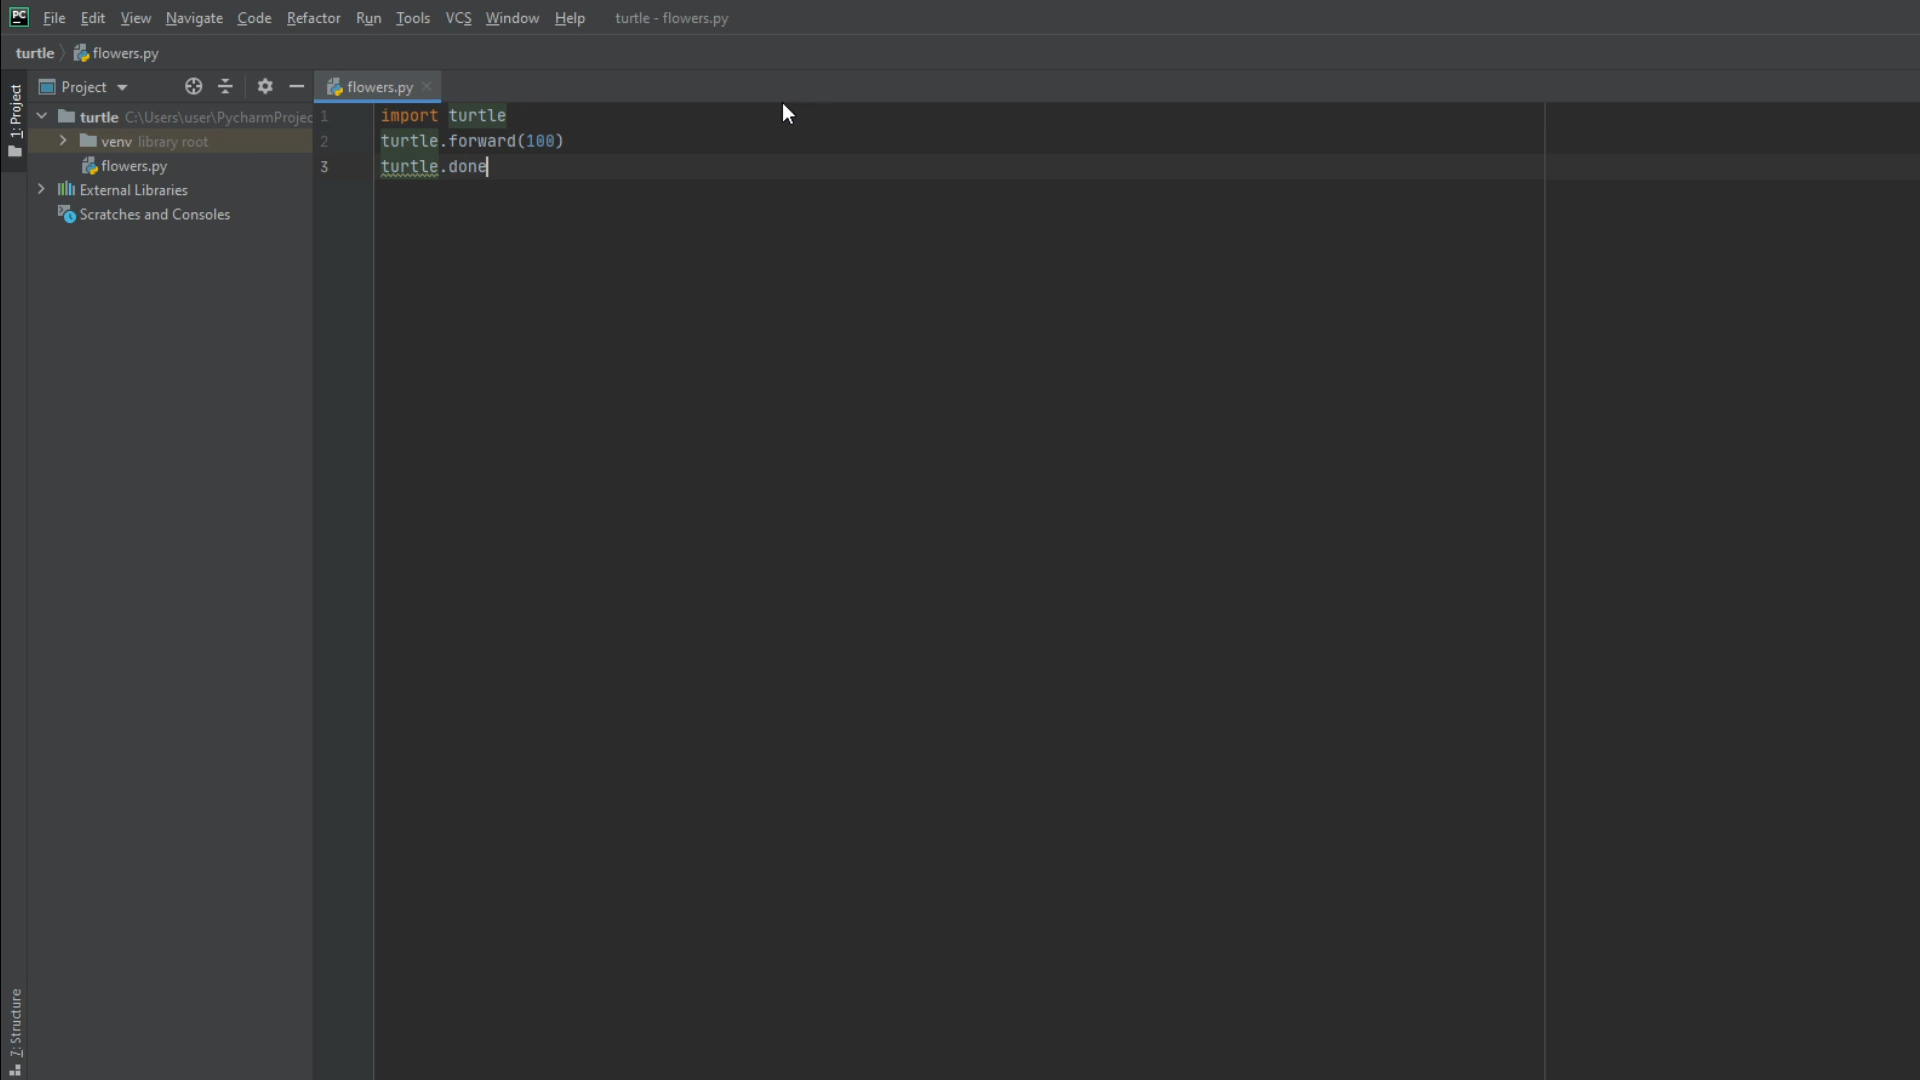 PC File Edit View Navigate Code Refactor Run Tools VCS Window Help turtle - flowers.py
turtle flowers.py
1: Project
Project
flowers.py
turtle C:\Users\user\PycharmProjec
venv library root
flowers.py
External Libraries
Scratches and Consoles
1 import turtle
2 turtle.forward(100)
3 turtle.done
7: Structure